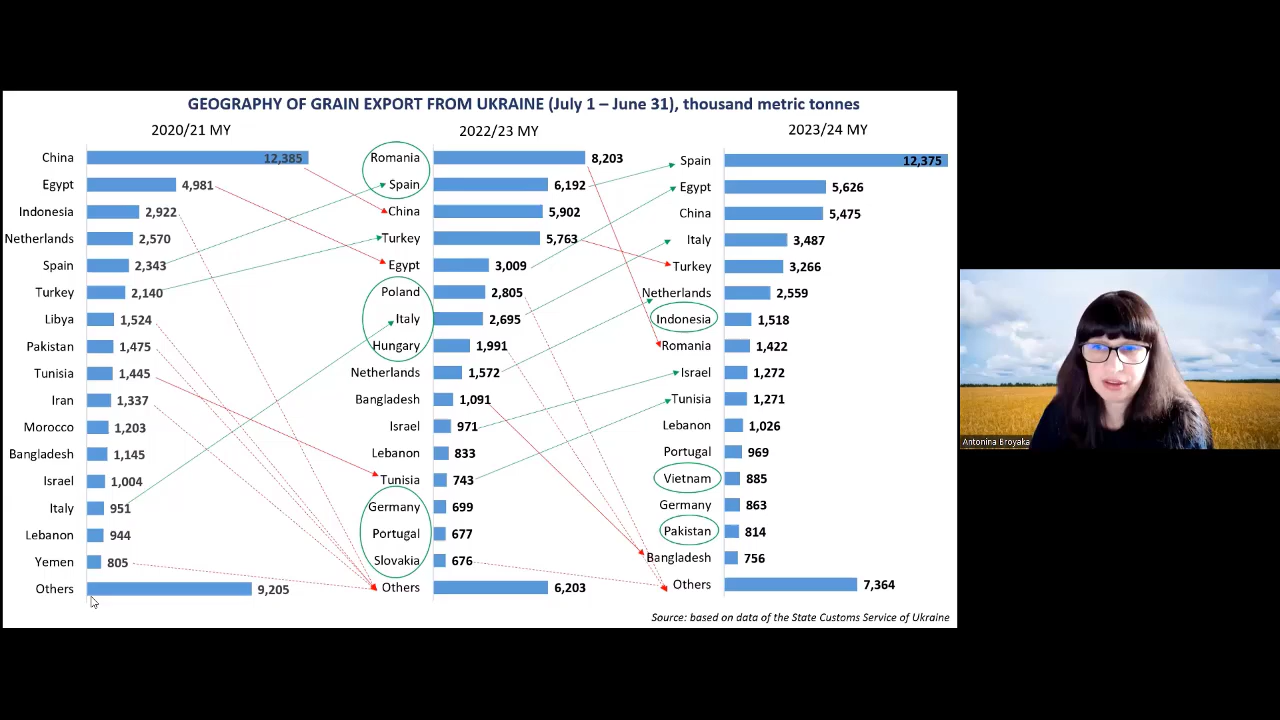 GEOGRAPHY OF GRAIN EXPORT FROM UKRAINE (July 1 – June 31), thousand metric tonnes
2020/21 MY
China 12,385
Egypt 4,981
Indonesia 2,922
Netherlands 2,570
Spain 2,343
Turkey 2,140
Libya 1,524
Pakistan 1,475
Tunisia 1,445
Iran 1,337
Morocco 1,203
Bangladesh 1,145
Israel 1,004
Italy 951
Lebanon 944
Yemen 805
Others 9,205
2022/23 MY
Romania 8,203
Spain 6,192
China 5,902
Turkey 5,763
Egypt 3,009
Poland 2,805
Italy 2,695
Hungary 1,991
Netherlands 1,572
Bangladesh 1,091
Israel 971
Lebanon 833
Tunisia 743
Germany 699
Portugal 677
Slovakia 676
Others 6,203
2023/24 MY
Spain 12,375
Egypt 5,626
China 5,475
Italy 3,487
Turkey 3,266
Netherlands 2,559
Indonesia 1,518
Romania 1,422
Israel 1,272
Tunisia 1,271
Lebanon 1,026
Portugal 969
Vietnam 885
Germany 863
Pakistan 814
Bangladesh 756
Others 7,364
Source: based on data of the State Customs Service of Ukraine
Antonina Broyaka